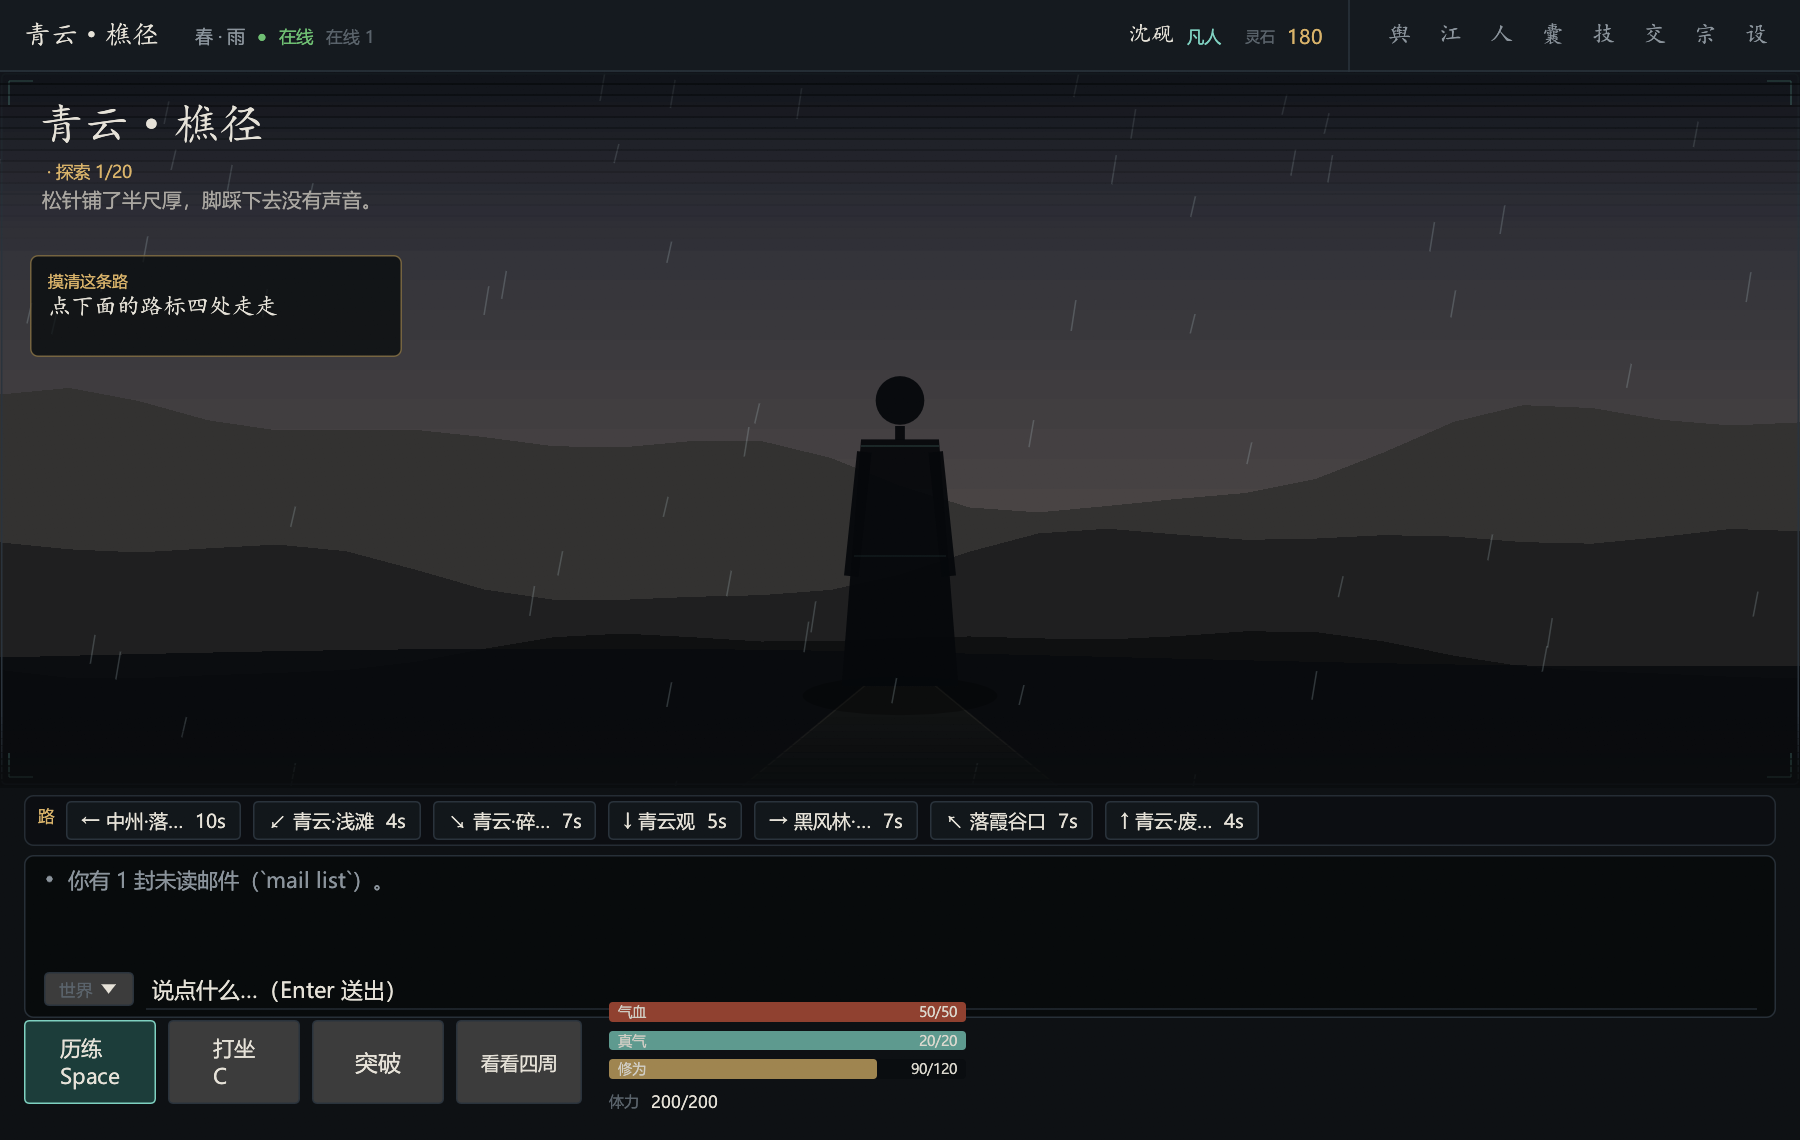 青云·樵径 春·雨 ● 在线 在线 1 沈砚 凡人 灵石 180 舆 江 人 囊 技 交 宗 设
青云·樵径
· 探索 1/20
松针铺了半尺厚，脚踩下去没有声音。
摸清这条路
点下面的路标四处走走
路 ← 中州·落... 10s ↙ 青云·浅滩 4s ↘ 青云·碎... 7s ↓ 青云观 5s → 黑风林·... 7s ↖ 落霞谷口 7s ↑ 青云·废... 4s
• 你有 1 封未读邮件（`mail list`）。
世界 ▼ 说点什么...（Enter 送出）
历练
Space
打坐
C
突破
看看四周
气血 50/50
真气 20/20
修为 90/120
体力 200/200